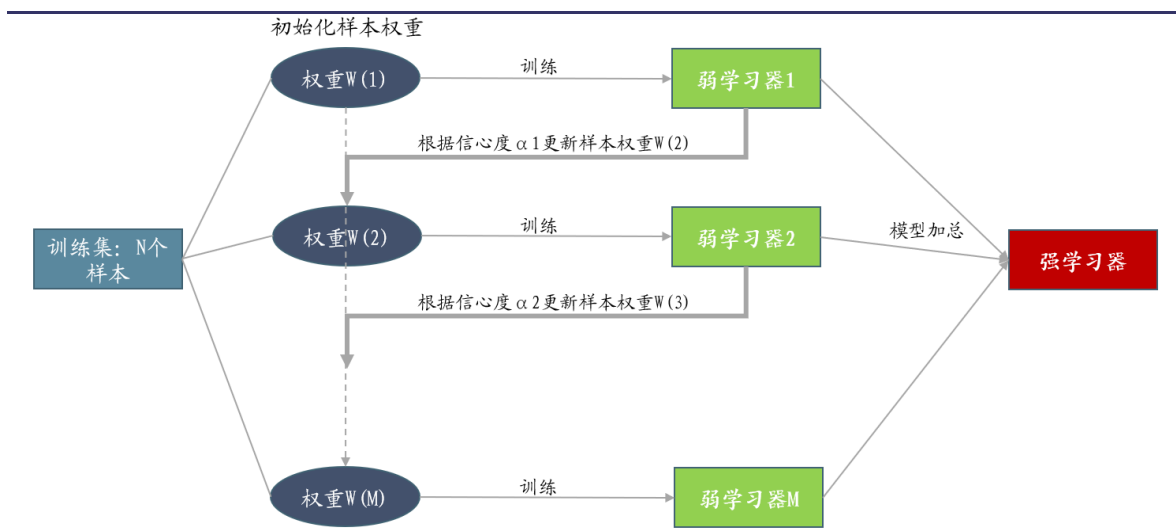 初始化样本权重
权重W(1)
训练
弱学习器1
根据信心度α1更新样本权重W(2)
训练集：N个
样本
权重W(2)
训练
弱学习器2
模型加总
强学习器
根据信心度α2更新样本权重W(3)
权重W(M)
训练
弱学习器M